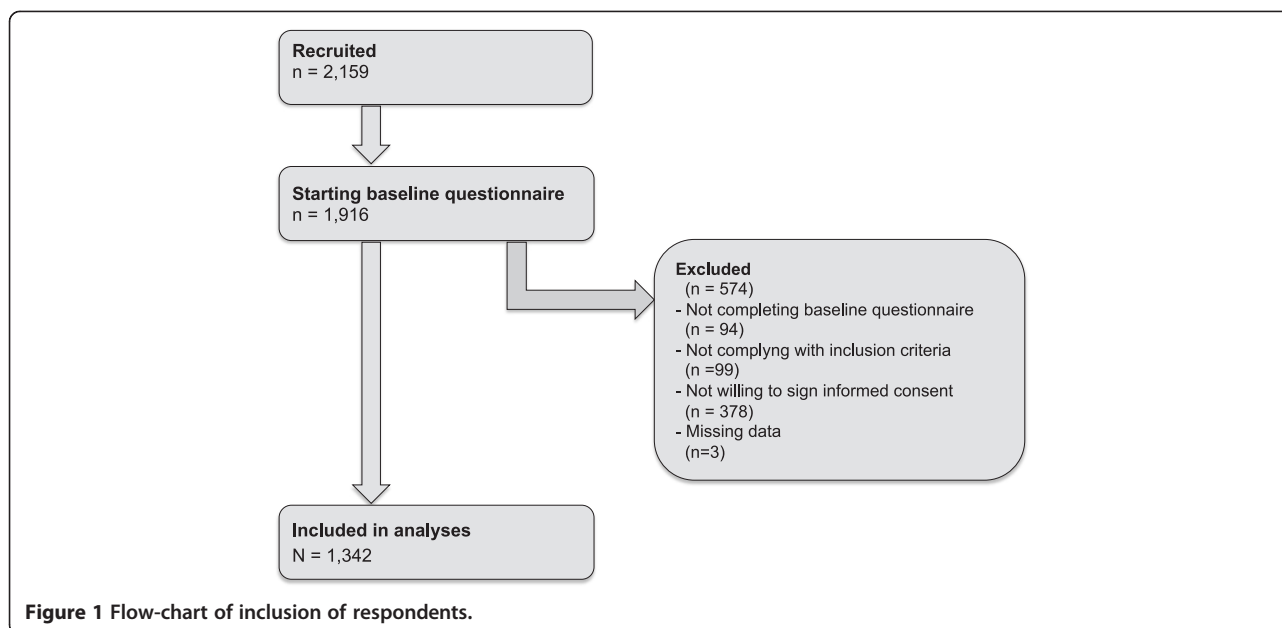 Recruited
n = 2,159
Starting baseline questionnaire
n = 1,916
Excluded
(n = 574)
- Not completing baseline questionnaire
(n = 94)
- Not complyng with inclusion criteria
(n =99)
- Not willing to sign informed consent
(n = 378)
- Missing data
(n=3)
Included in analyses
N = 1,342
Figure 1 Flow-chart of inclusion of respondents.